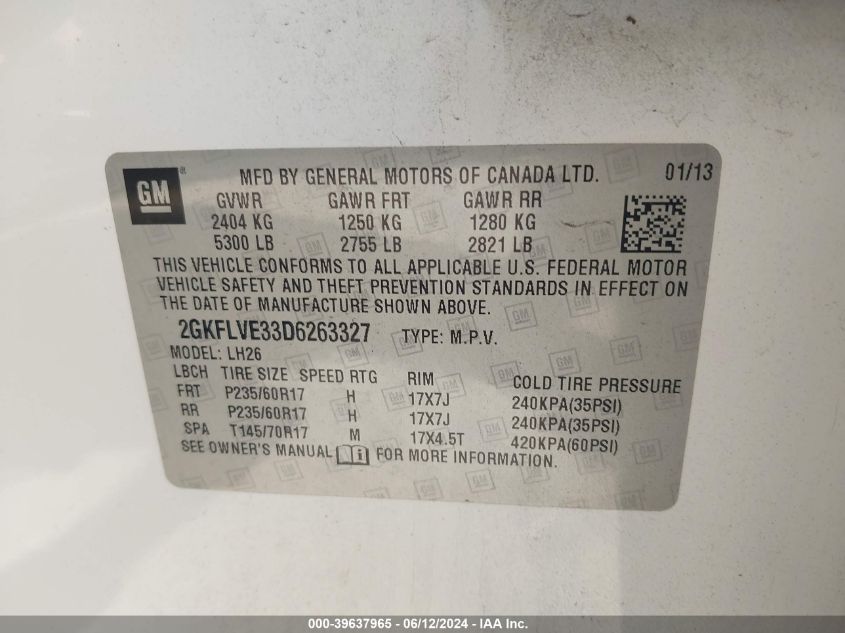 GM®
MFD BY GENERAL MOTORS OF CANADA LTD. 01/13
GVWR GAWR FRT GAWR RR
2404 KG 1250 KG 1280 KG
5300 LB 2755 LB 2821 LB
THIS VEHICLE CONFORMS TO ALL APPLICABLE U.S. FEDERAL MOTOR
VEHICLE SAFETY AND THEFT PREVENTION STANDARDS IN EFFECT ON
THE DATE OF MANUFACTURE SHOWN ABOVE.
2GKFLVE33D6263327 TYPE: M.P.V.
MODEL: LH26
LBCH TIRE SIZE SPEED RTG RIM COLD TIRE PRESSURE
FRT P235/60R17 H 17X7J 240KPA(35PSI)
RR P235/60R17 H 17X7J 240KPA(35PSI)
SPA T145/70R17 M 17X4.5T 420KPA(60PSI)
SEE OWNER'S MANUAL FOR MORE INFORMATION.
000-39637965 - 06/12/2024 - IAA Inc.